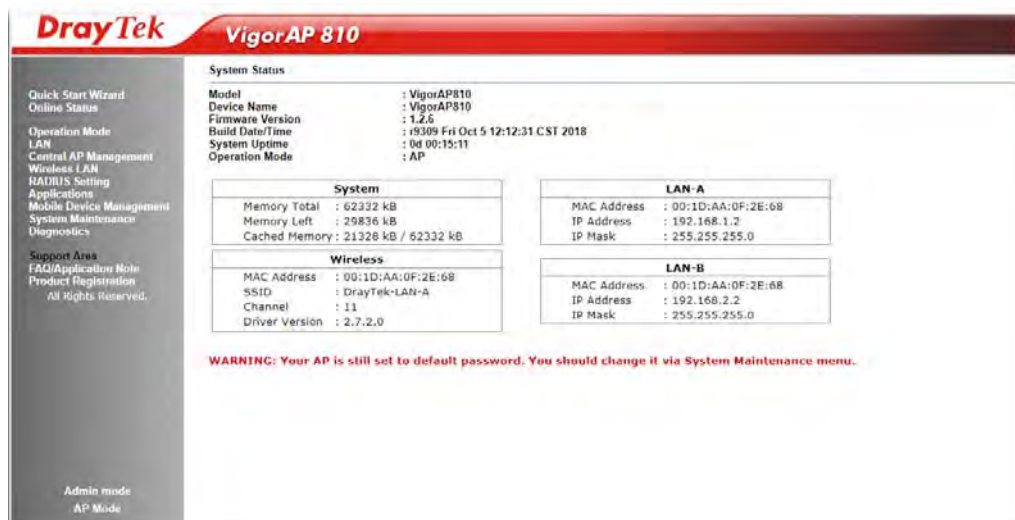 DrayTek
VigorAP 810
Quick Start Wizard
Online Status
Operation Mode
LAN
Central AP Management
Wireless LAN
RADIUS Setting
Applications
Mobile Device Management
System Maintenance
Diagnostics
Support Area
FAQ/Application Note
Product Registration
All Rights Reserved.
Admin mode
AP Mode
System Status
Model : VigorAP810
Device Name : VigorAP810
Firmware Version : 1.2.6
Build Date/Time : r9309 Fri Oct 5 12:12:31 CST 2018
System Uptime : 0d 00:15:11
Operation Mode : AP
System
Memory Total : 62332 kB
Memory Left : 29836 kB
Cached Memory : 21328 kB / 62332 kB
Wireless
MAC Address : 00:1D:AA:0F:2E:68
SSID : DrayTek-LAN-A
Channel : 11
Driver Version : 2.7.2.0
LAN-A
MAC Address : 00:1D:AA:0F:2E:68
IP Address : 192.168.1.2
IP Mask : 255.255.255.0
LAN-B
MAC Address : 00:1D:AA:0F:2E:68
IP Address : 192.168.2.2
IP Mask : 255.255.255.0
WARNING: Your AP is still set to default password. You should change it via System Maintenance menu.